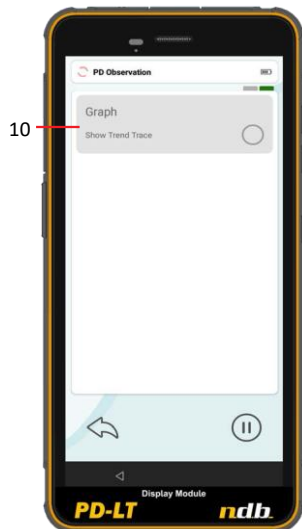 PD Observation
Graph
10
Show Trend Trace
Display Module
PD-LT
ndb